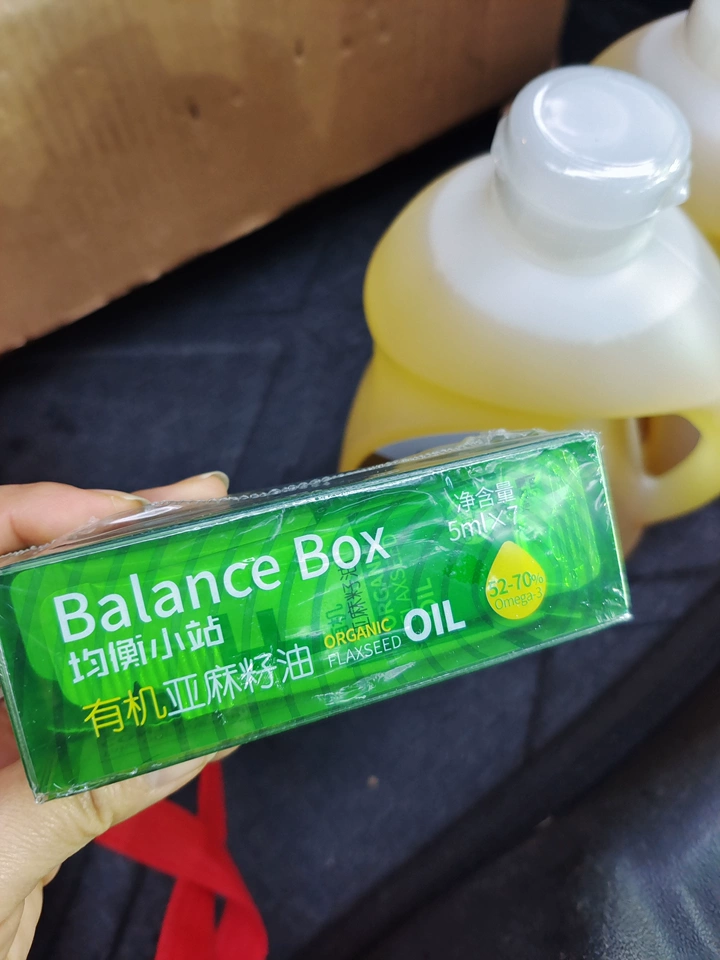 Balance Box
均衡小站
有机亚麻籽油
ORGANIC
FLAXSEED OIL
净含量
5ml×7
52-70%
Omega-3